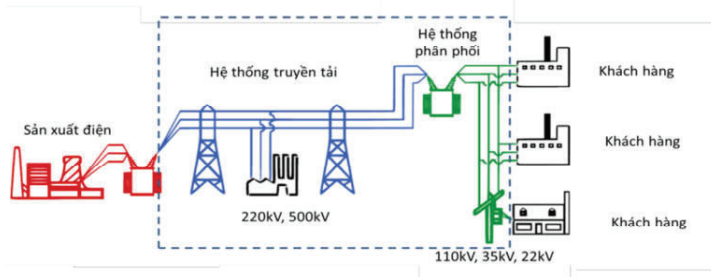 Hệ thống
phân phối
Hệ thống truyền tải
Khách hàng
Sản xuất điện
Khách hàng
220kV, 500kV
Khách hàng
110kV, 35kV, 22kV